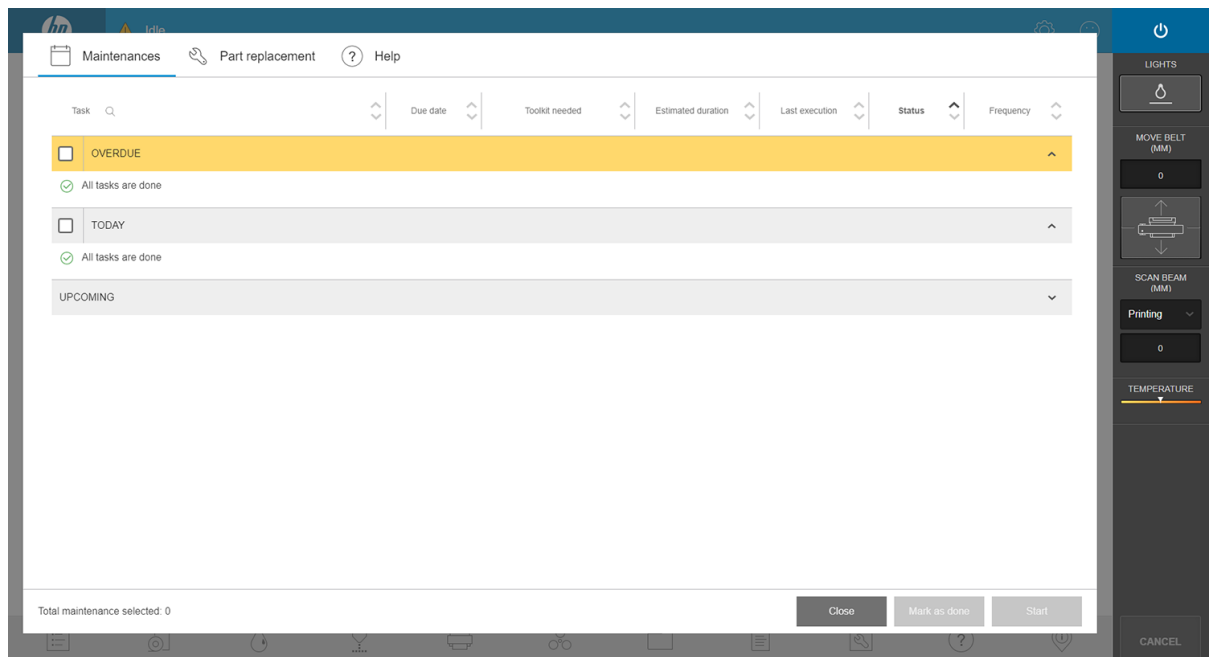 hp
Idle
Maintenances
Part replacement
? Help
Task
Due date
Toolkit needed
Estimated duration
Last execution
Status
Frequency
OVERDUE
All tasks are done
TODAY
All tasks are done
UPCOMING
Total maintenance selected: 0
Close
Mark as done
Start
?
LIGHTS
MOVE BELT
(MM)
0
SCAN BEAM
(MM)
Printing
0
TEMPERATURE
CANCEL